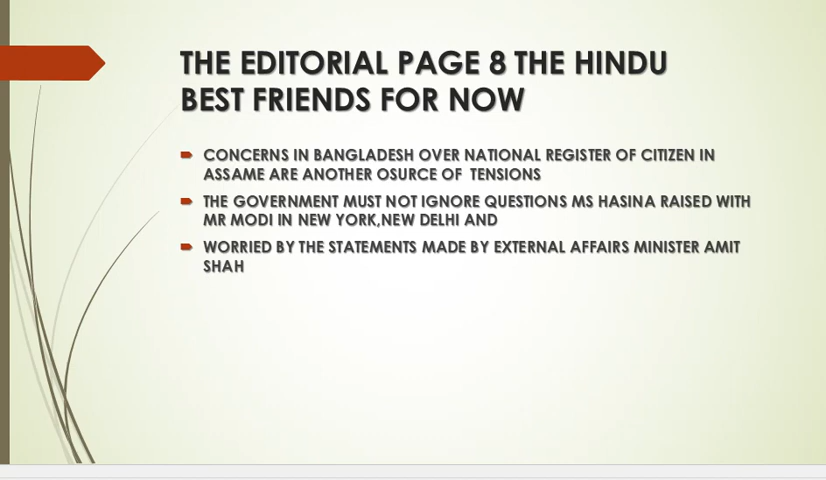 THE EDITORIAL PAGE 8 THE HINDU
BEST FRIENDS FOR NOW
CONCERNS IN BANGLADESH OVER NATIONAL REGISTER OF CITIZEN IN
ASSAME ARE ANOTHER OSURCE OF  TENSIONS
THE GOVERNMENT MUST NOT IGNORE QUESTIONS MS HASINA RAISED WITH
MR MODI IN NEW YORK,NEW DELHI AND
WORRIED BY THE STATEMENTS MADE BY EXTERNAL AFFAIRS MINISTER AMIT
SHAH